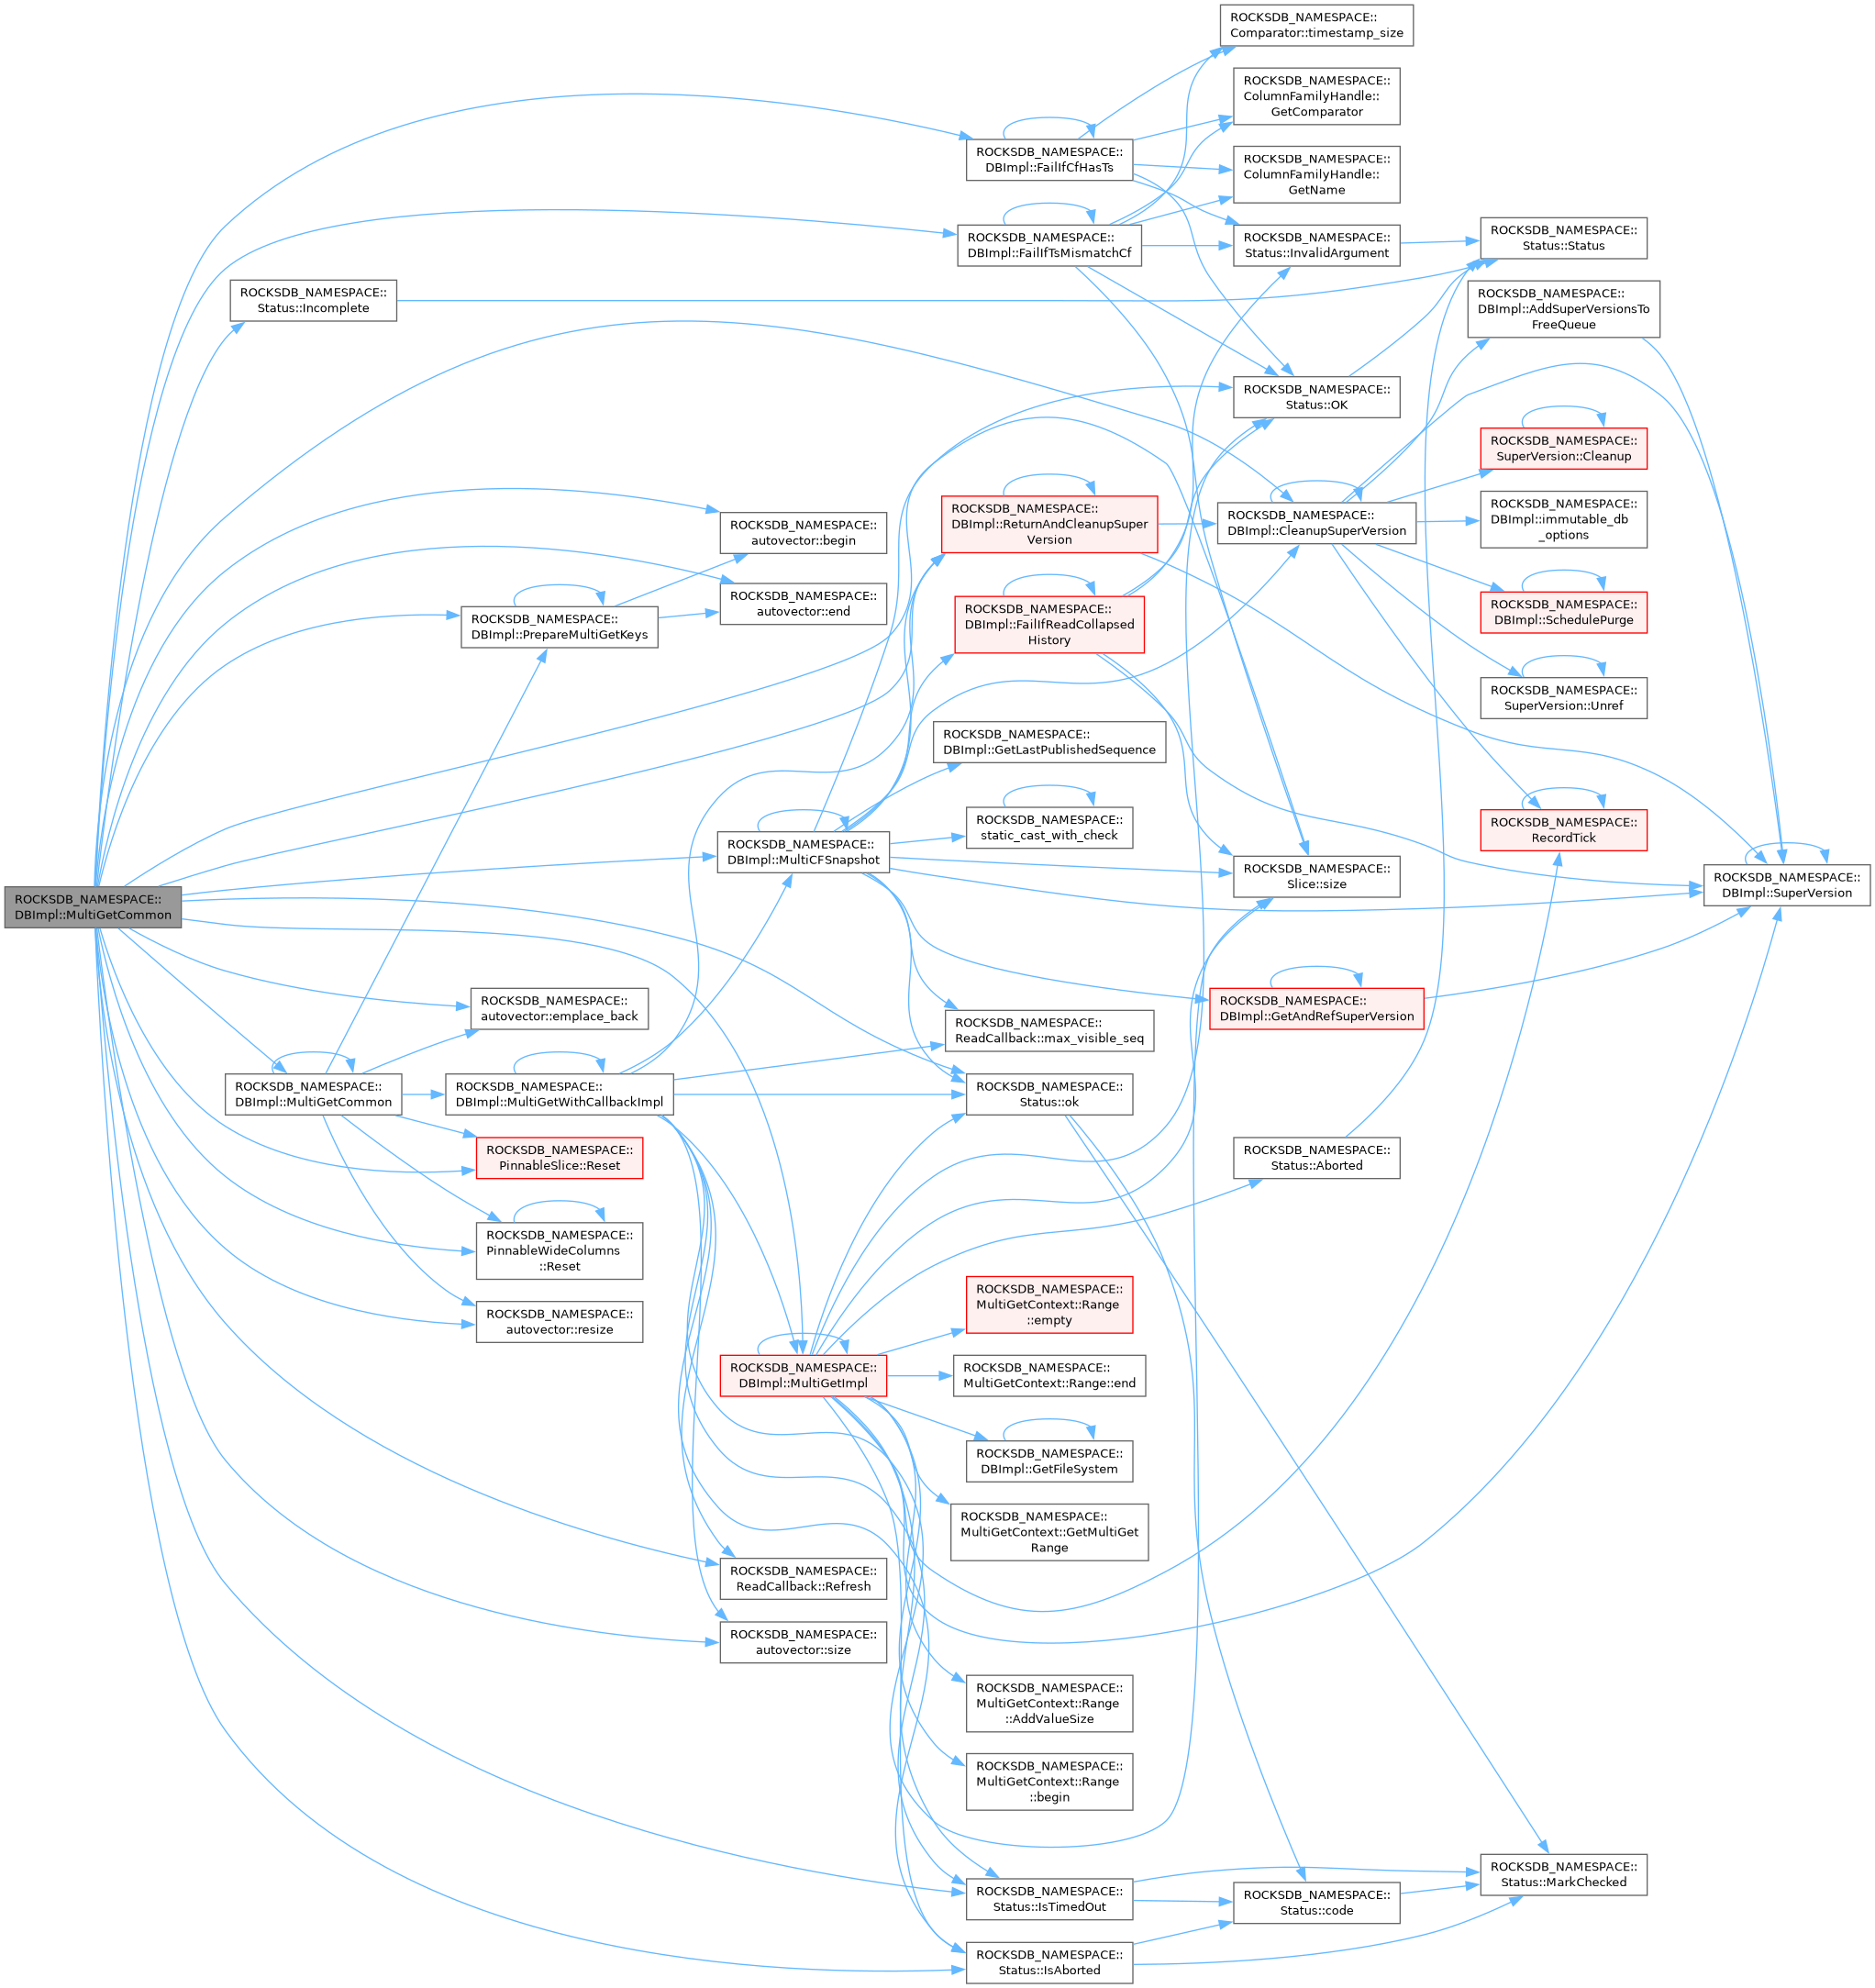 ROCKSDB_NAMESPACE::
DBImpl::MultiGetCommon
ROCKSDB_NAMESPACE::
Status::Incomplete
ROCKSDB_NAMESPACE::
DBImpl::MultiGetCommon
ROCKSDB_NAMESPACE::
DBImpl::PrepareMultiGetKeys
ROCKSDB_NAMESPACE::
autovector::emplace_back
ROCKSDB_NAMESPACE::
DBImpl::MultiGetWithCallbackImpl
ROCKSDB_NAMESPACE::
PinnableSlice::Reset
ROCKSDB_NAMESPACE::
PinnableWideColumns
::Reset
ROCKSDB_NAMESPACE::
autovector::resize
ROCKSDB_NAMESPACE::
autovector::begin
ROCKSDB_NAMESPACE::
autovector::end
ROCKSDB_NAMESPACE::
DBImpl::MultiCFSnapshot
ROCKSDB_NAMESPACE::
DBImpl::MultiGetImpl
ROCKSDB_NAMESPACE::
ReadCallback::Refresh
ROCKSDB_NAMESPACE::
autovector::size
ROCKSDB_NAMESPACE::
DBImpl::FailIfCfHasTs
ROCKSDB_NAMESPACE::
DBImpl::FailIfTsMismatchCf
ROCKSDB_NAMESPACE::
DBImpl::ReturnAndCleanupSuper
Version
ROCKSDB_NAMESPACE::
DBImpl::FailIfReadCollapsed
History
ROCKSDB_NAMESPACE::
DBImpl::GetLastPublishedSequence
ROCKSDB_NAMESPACE::
static_cast_with_check
ROCKSDB_NAMESPACE::
ReadCallback::max_visible_seq
ROCKSDB_NAMESPACE::
Status::ok
ROCKSDB_NAMESPACE::
MultiGetContext::Range
::empty
ROCKSDB_NAMESPACE::
MultiGetContext::Range::end
ROCKSDB_NAMESPACE::
DBImpl::GetFileSystem
ROCKSDB_NAMESPACE::
MultiGetContext::GetMultiGet
Range
ROCKSDB_NAMESPACE::
MultiGetContext::Range
::AddValueSize
ROCKSDB_NAMESPACE::
MultiGetContext::Range
::begin
ROCKSDB_NAMESPACE::
Status::IsTimedOut
ROCKSDB_NAMESPACE::
Status::IsAborted
ROCKSDB_NAMESPACE::
Comparator::timestamp_size
ROCKSDB_NAMESPACE::
ColumnFamilyHandle::
GetComparator
ROCKSDB_NAMESPACE::
ColumnFamilyHandle::
GetName
ROCKSDB_NAMESPACE::
Status::InvalidArgument
ROCKSDB_NAMESPACE::
Status::OK
ROCKSDB_NAMESPACE::
DBImpl::CleanupSuperVersion
ROCKSDB_NAMESPACE::
Slice::size
ROCKSDB_NAMESPACE::
DBImpl::GetAndRefSuperVersion
ROCKSDB_NAMESPACE::
Status::Aborted
ROCKSDB_NAMESPACE::
Status::code
ROCKSDB_NAMESPACE::
Status::Status
ROCKSDB_NAMESPACE::
DBImpl::AddSuperVersionsTo
FreeQueue
ROCKSDB_NAMESPACE::
SuperVersion::Cleanup
ROCKSDB_NAMESPACE::
DBImpl::immutable_db
_options
ROCKSDB_NAMESPACE::
DBImpl::SchedulePurge
ROCKSDB_NAMESPACE::
SuperVersion::Unref
ROCKSDB_NAMESPACE::
RecordTick
ROCKSDB_NAMESPACE::
Status::MarkChecked
ROCKSDB_NAMESPACE::
DBImpl::SuperVersion